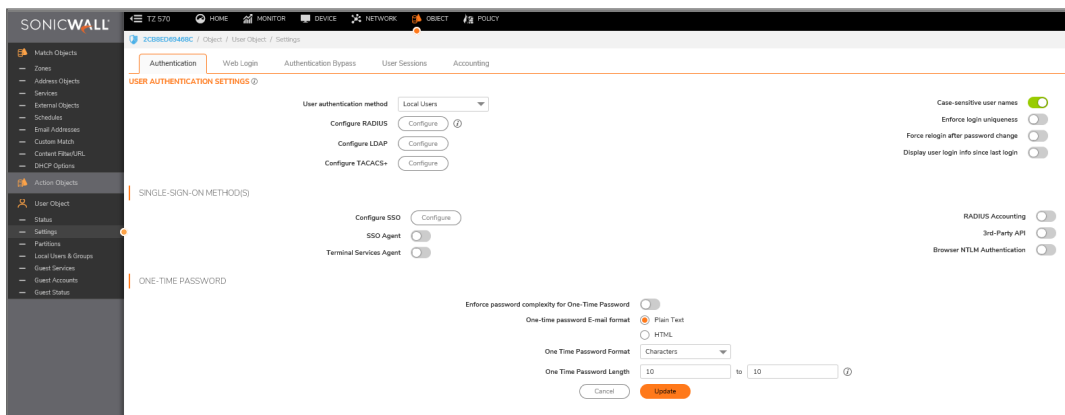 SONICWALL
TZ 570 HOME MONITOR DEVICE NETWORK OBJECT POLICY
2CB8ED69468C / Object / User Object / Settings
Match Objects
Zones
Address Objects
Services
External Objects
Schedules
Email Addresses
Custom Match
Content Filter/URL
DHCP Options
Action Objects
User Object
Status
Settings
Partitions
Local Users & Groups
Guest Services
Guest Accounts
Guest Status
Authentication Web Login Authentication Bypass User Sessions Accounting
USER AUTHENTICATION SETTINGS
User authentication method Local Users Case-sensitive user names
Configure RADIUS Configure Enforce login uniqueness
Configure LDAP Configure Force relogin after password change
Configure TACACS+ Configure Display user login info since last login
SINGLE-SIGN-ON METHOD(S)
Configure SSO Configure RADIUS Accounting
SSO Agent 3rd-Party API
Terminal Services Agent Browser NTLM Authentication
ONE-TIME PASSWORD
Enforce password complexity for One-Time Password
One-time password E-mail format Plain Text
HTML
One Time Password Format Characters
One Time Password Length 10 to 10
Cancel Update